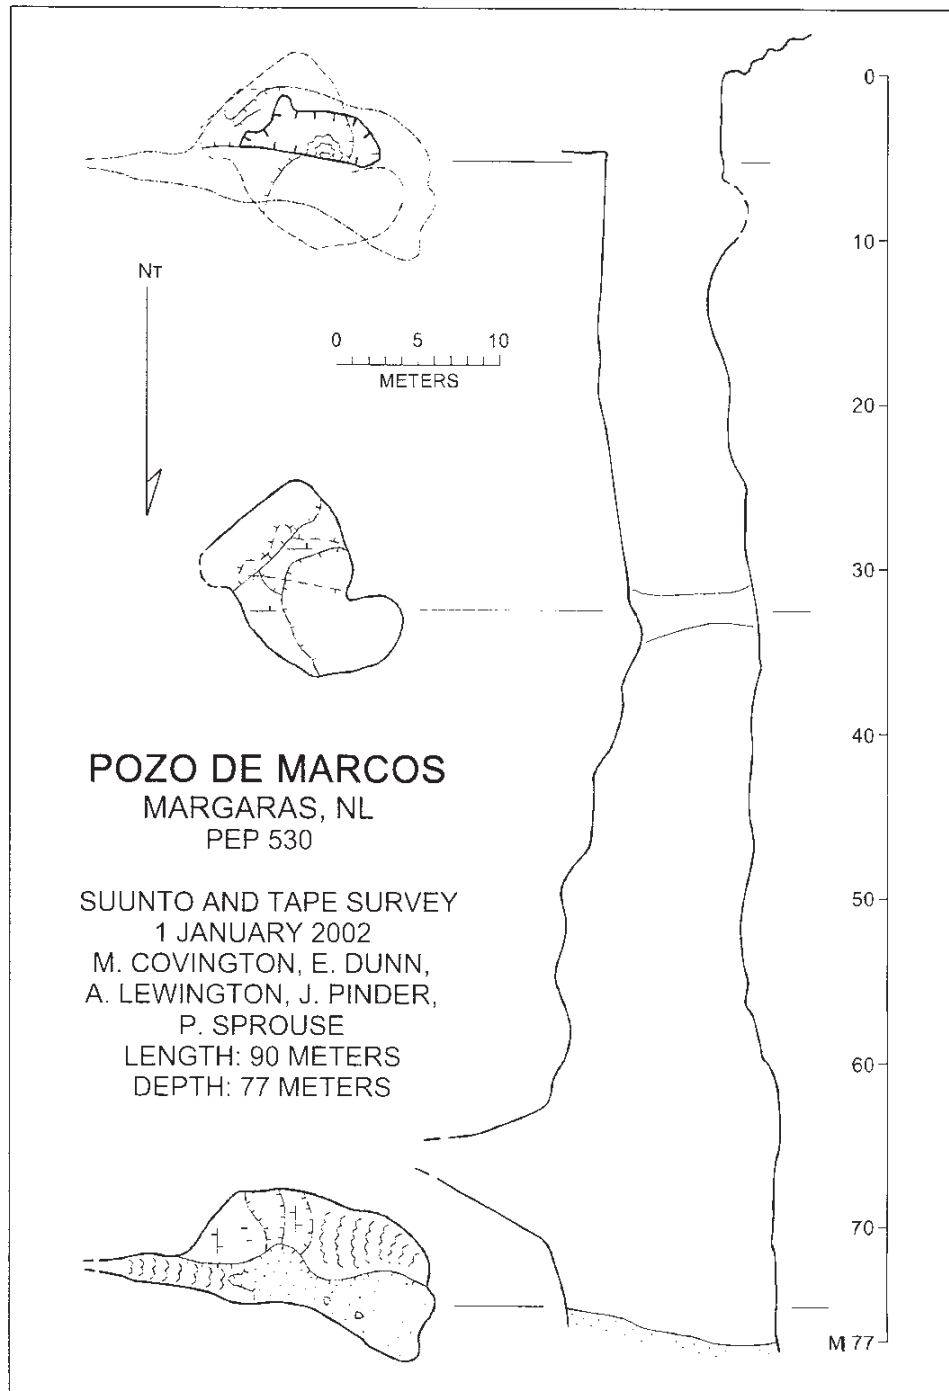 0
NT
10
0 5 10
METERS
20
30
POZO DE MARCOS
MARGARAS, NL
PEP 530
40
SUUNTO AND TAPE SURVEY
1 JANUARY 2002
M. COVINGTON, E. DUNN,
A. LEWINGTON, J. PINDER,
P. SPROUSE
LENGTH: 90 METERS
DEPTH: 77 METERS
50
60
70
M 77